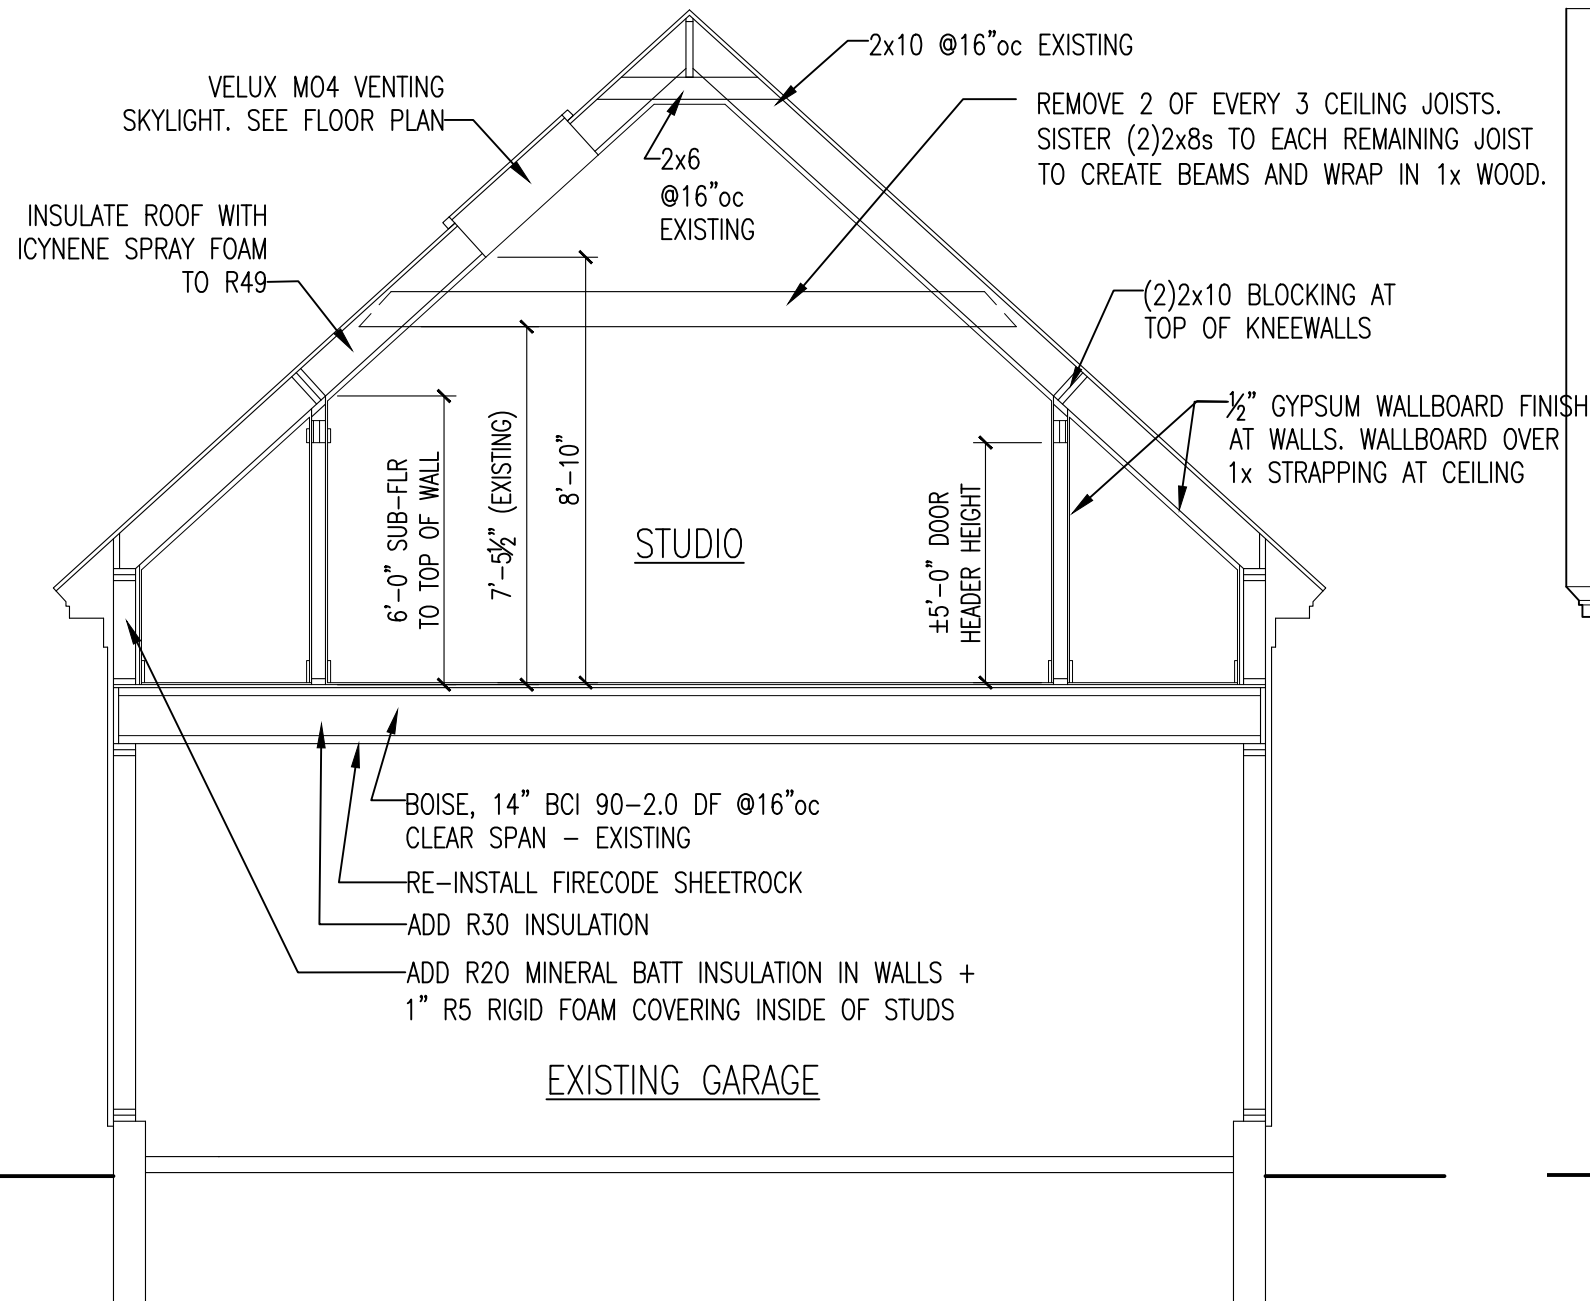 2x10 @16”oc EXISTING
VELUX MO4 VENTING
SKYLIGHT. SEE FLOOR PLAN
REMOVE 2 OF EVERY 3 CEILING JOISTS.
SISTER (2)2x8s TO EACH REMAINING JOIST
TO CREATE BEAMS AND WRAP IN 1x WOOD.
2x6
@16”oc
EXISTING
INSULATE ROOF WITH
ICYNENE SPRAY FOAM
TO R49
(2)2x10 BLOCKING AT
TOP OF KNEEWALLS
½” GYPSUM WALLBOARD FINISH
AT WALLS. WALLBOARD OVER
1x STRAPPING AT CEILING
6’-0” SUB-FLR
TO TOP OF WALL
7’-5½” (EXISTING)
8’-10”
STUDIO
±5’-0” DOOR
HEADER HEIGHT
BOISE, 14” BCI 90-2.0 DF @16”oc
CLEAR SPAN - EXISTING
RE-INSTALL FIRECODE SHEETROCK
ADD R30 INSULATION
ADD R20 MINERAL BATT INSULATION IN WALLS +
1” R5 RIGID FOAM COVERING INSIDE OF STUDS
EXISTING GARAGE